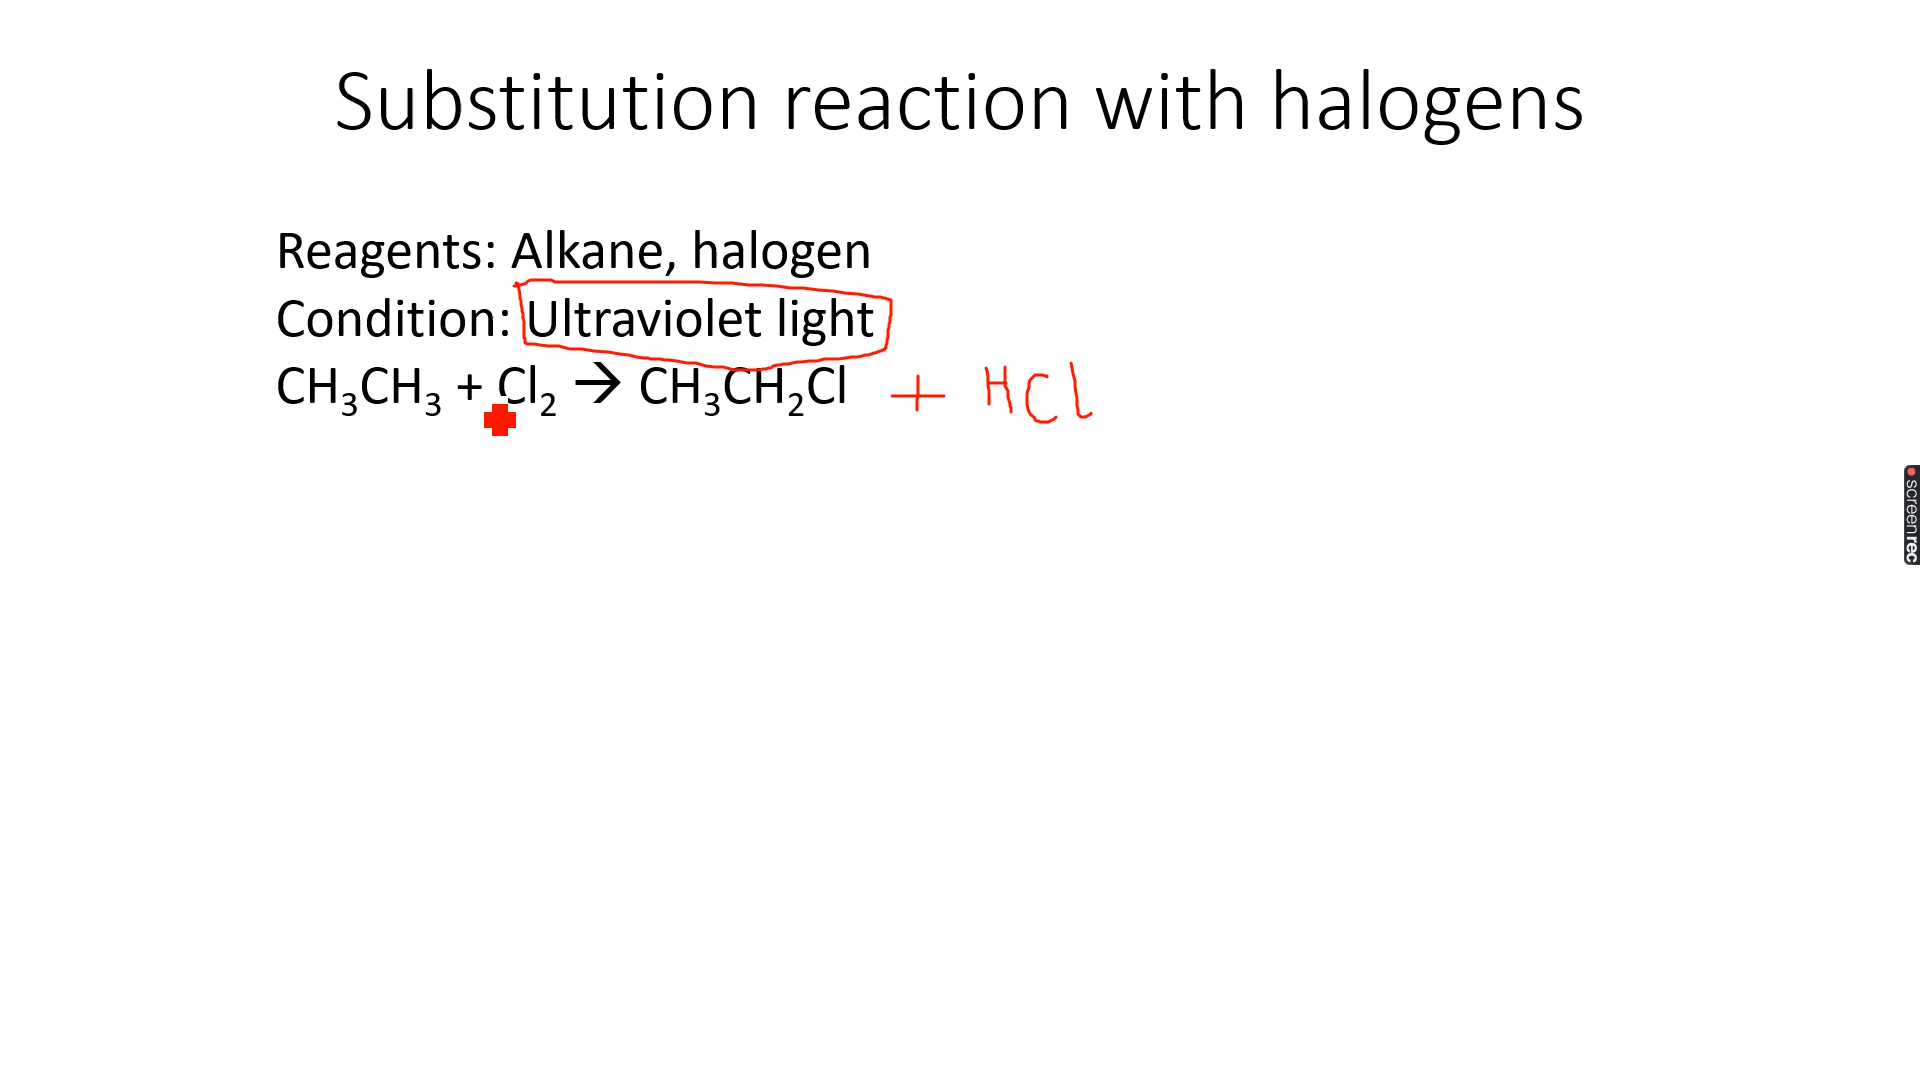 Substitution reaction with halogens
Reagents: Alkane, halogen
Condition: Ultraviolet light
CH₃CH₃ + Cl₂ → CH₃CH₂Cl + HCl
screenrec